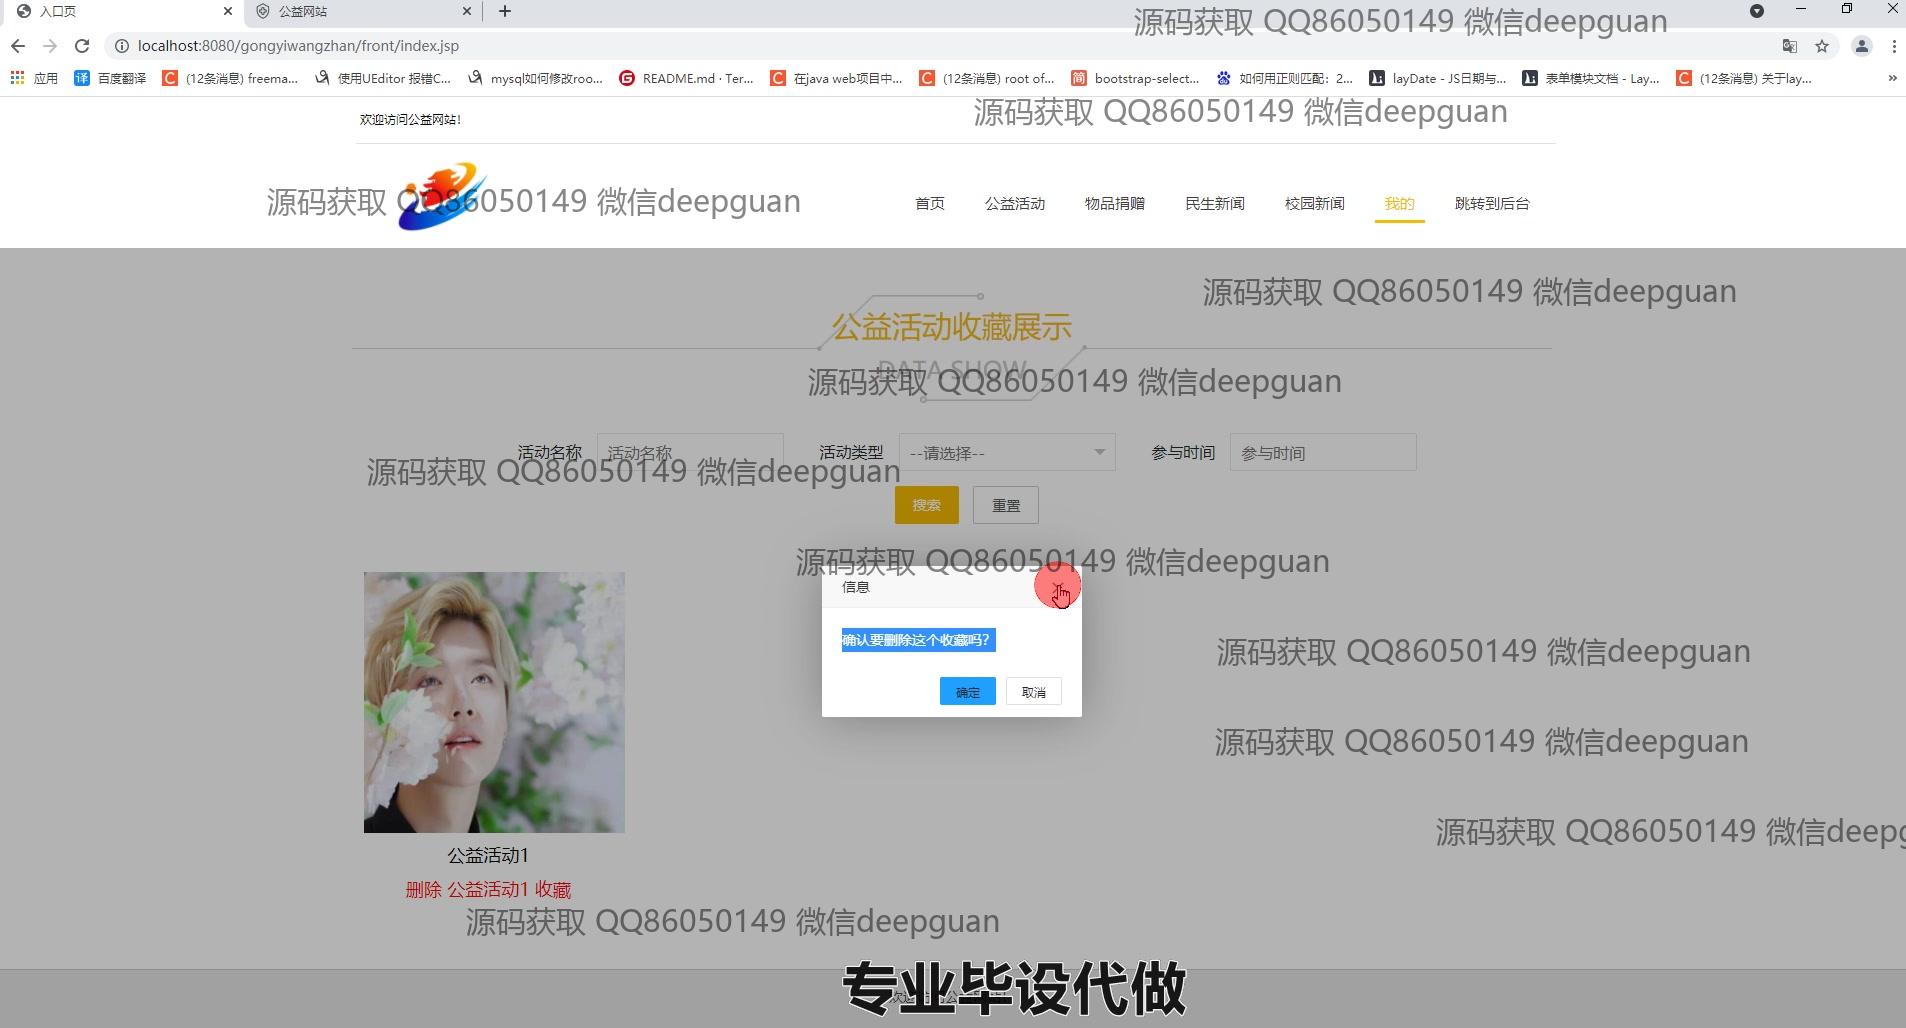 入口页
公益网站
源码获取 QQ86050149 微信deepguan
localhost:8080/gongyiwangzhan/front/index.jsp
应用 百度翻译 (12条消息) freema... 使用UEditor 报错C... mysql如何修改roo... README.md · Ter... 在java web项目中... (12条消息) root of... bootstrap-select... 如何用正则匹配：2... layDate - JS日期与... 表单模块文档 - Lay... (12条消息) 关于lay...
欢迎访问公益网站!
源码获取 QQ86050149 微信deepguan
源码获取 QQ86050149 微信deepguan
首页 公益活动 物品捐赠 民生新闻 校园新闻 我的 跳转到后台
源码获取 QQ86050149 微信deepguan
公益活动收藏展示
DATA SHOW
源码获取 QQ86050149 微信deepguan
活动名称 活动名称 活动类型 --请选择-- 参与时间 参与时间
源码获取 QQ86050149 微信deepguan
搜索 重置
源码获取 QQ86050149 微信deepguan
信息
确认要删除这个收藏吗？
源码获取 QQ86050149 微信deepguan
确定 取消
源码获取 QQ86050149 微信deepguan
源码获取 QQ86050149 微信deepg
公益活动1
删除 公益活动1 收藏
源码获取 QQ86050149 微信deepguan
专业毕设代做